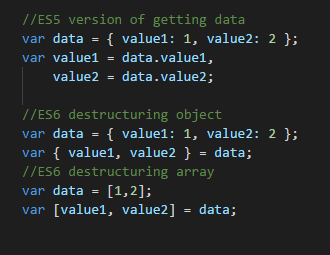 //ES5 version of getting data
var data = { value1: 1, value2: 2 };
var value1 = data.value1,
    value2 = data.value2;

//ES6 destructuring object
var data = { value1: 1, value2: 2 };
var { value1, value2 } = data;
//ES6 destructuring array
var data = [1,2];
var [value1, value2] = data;